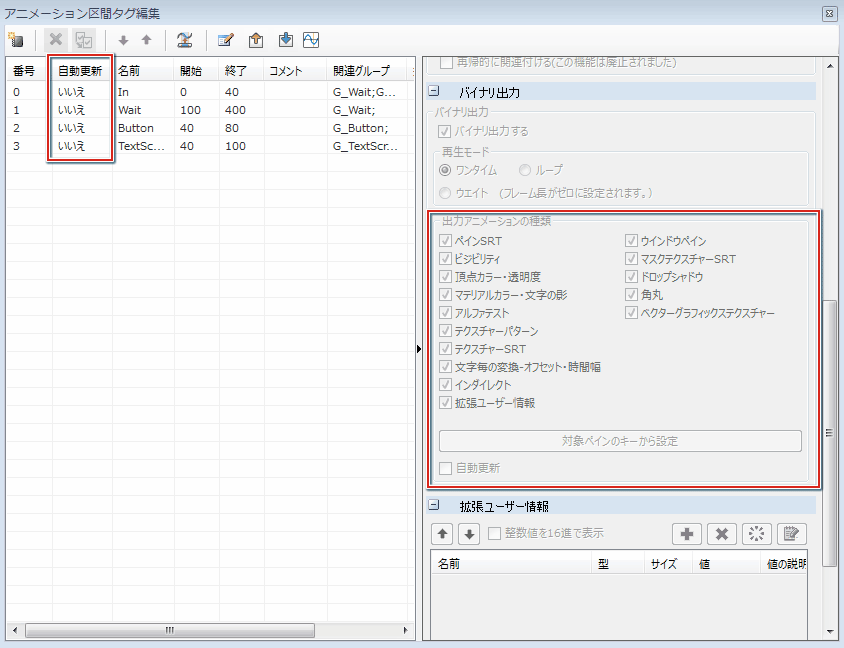 アニメーション区間タグ編集
番号 自動更新 名前 開始 終了 コメント 関連グループ
0 いいえ In 0 40 G_Wait;G...
1 いいえ Wait 100 400 G_Wait;
2 いいえ Button 40 80 G_Button;
3 いいえ TextSc... 40 100 G_TextScr...
再帰的に関連付ける(この機能は廃止されました)
バイナリ出力
バイナリ出力
バイナリ出力する
再生モード
ワンタイム ループ
ウエイト (フレーム長がゼロに設定されます。)
出力アニメーションの種類
ペインSRT ウインドウペイン
ビジビリティ マスクテクスチャーSRT
頂点カラー・透明度 ドロップシャドウ
マテリアルカラー・文字の影 角丸
アルファテスト ベクターグラフィックステクスチャー
テクスチャーパターン
テクスチャーSRT
文字毎の変換-オフセット・時間幅
インダイレクト
拡張ユーザー情報
対象ペインのキーから設定
自動更新
拡張ユーザー情報
整数値を16進で表示
名前 型 サイズ 値 値の説明